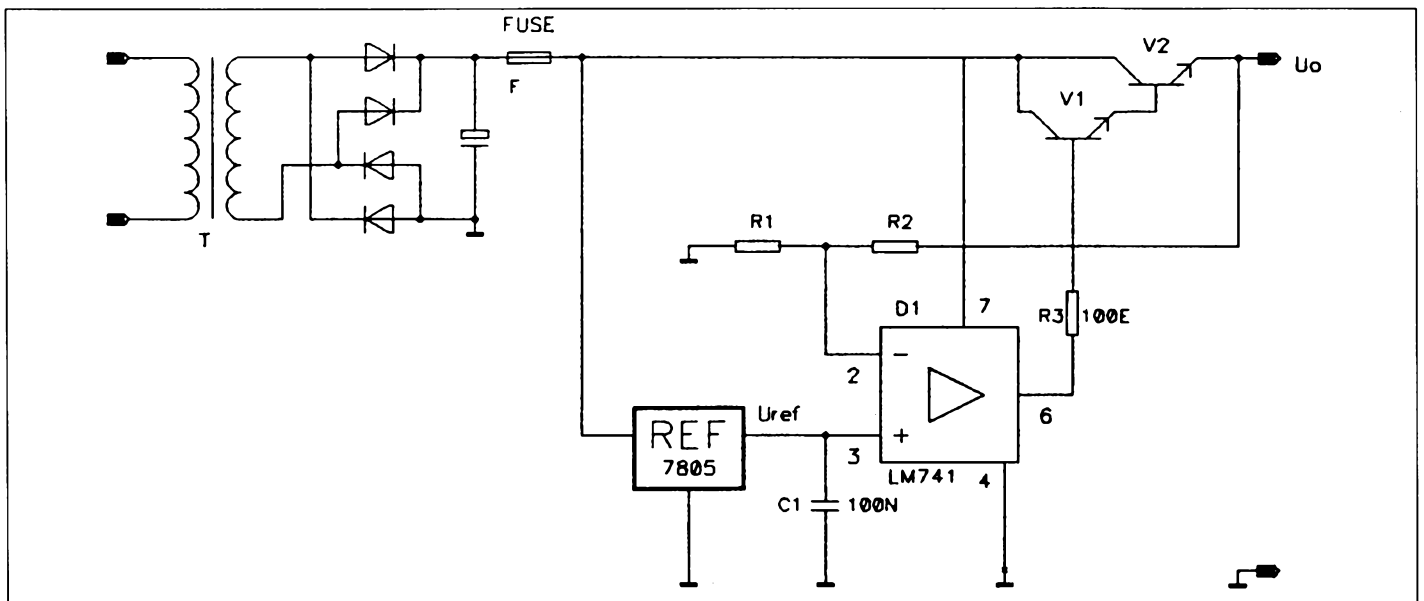 FUSE
F
T
V2
Uo
V1
R1
R2
D1
7
R3 100E
2
6
REF
7805
Uref
3
LM741
4
C1
100N